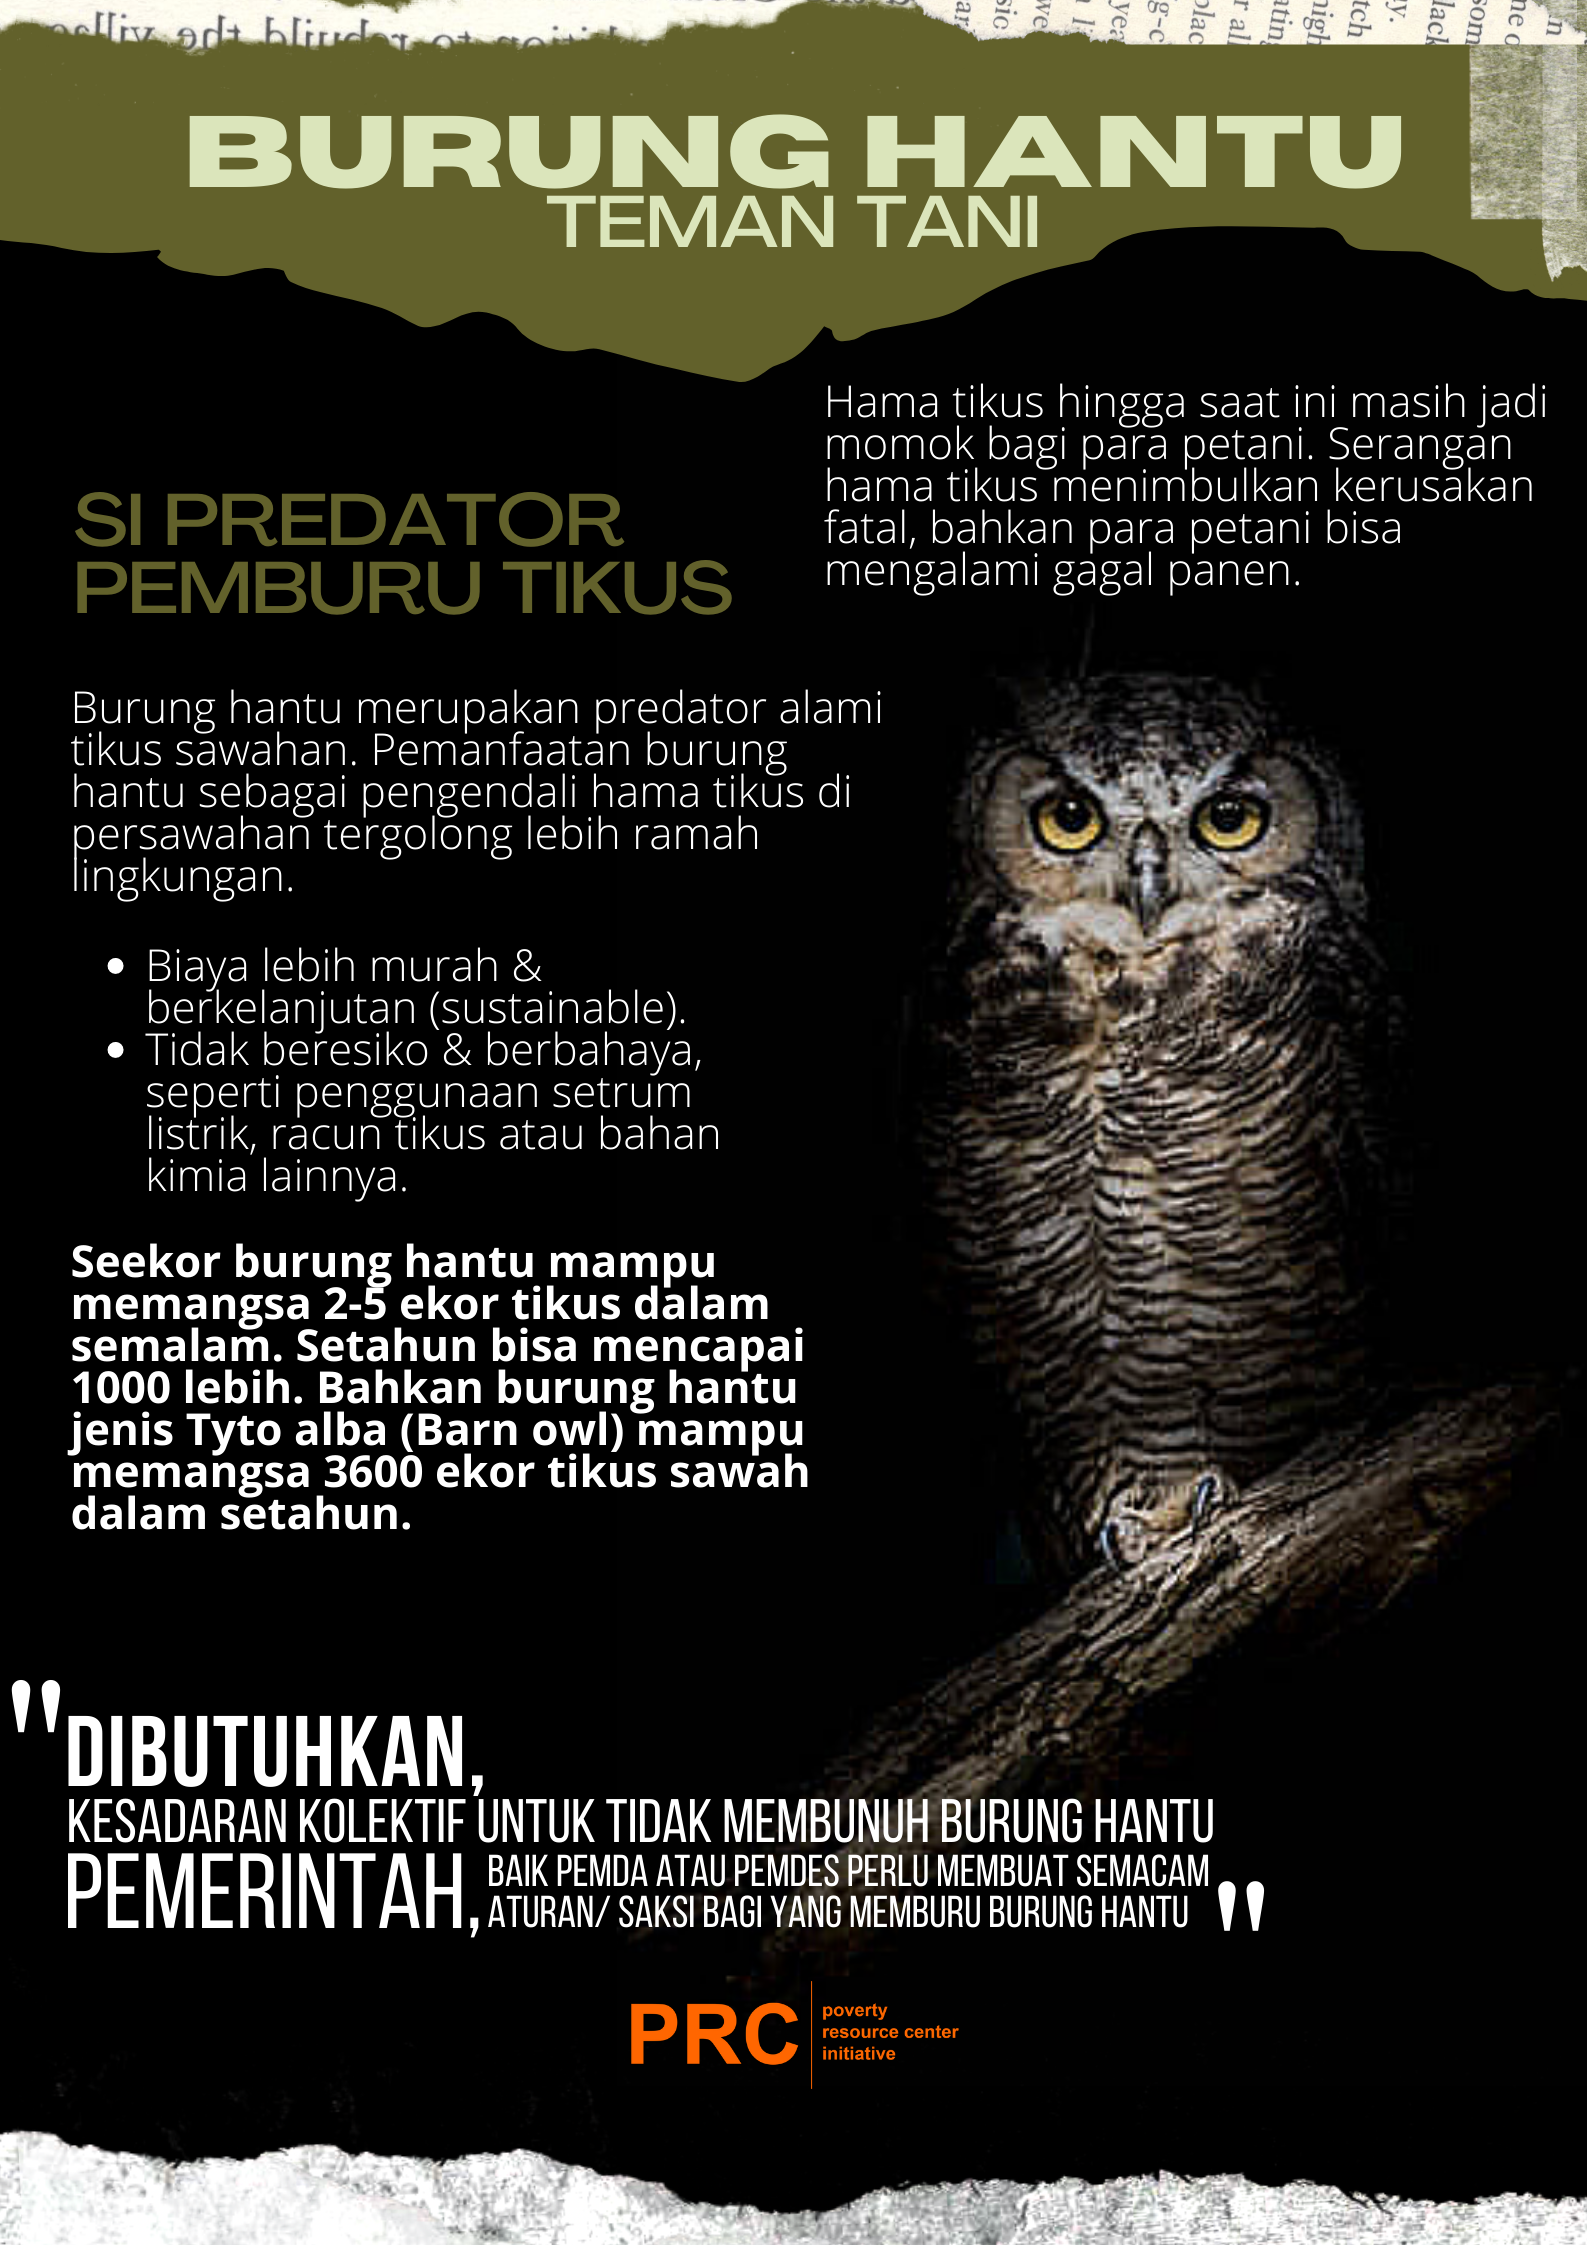 BURUNG HANTU
TEMAN TANI
Hama tikus hingga saat ini masih jadi
momok bagi para petani. Serangan
hama tikus menimbulkan kerusakan
fatal, bahkan para petani bisa
mengalami gagal panen.
SI PREDATOR
PEMBURU TIKUS
Burung hantu merupakan predator alami
tikus sawahan. Pemanfaatan burung
hantu sebagai pengendali hama tikus di
persawahan tergolong lebih ramah
lingkungan.
• Biaya lebih murah &
berkelanjutan (sustainable).
• Tidak beresiko & berbahaya,
seperti penggunaan setrum
listrik, racun tikus atau bahan
kimia lainnya.
Seekor burung hantu mampu
memangsa 2-5 ekor tikus dalam
semalam. Setahun bisa mencapai
1000 lebih. Bahkan burung hantu
jenis Tyto alba (Barn owl) mampu
memangsa 3600 ekor tikus sawah
dalam setahun.
"DIBUTUHKAN,
KESADARAN KOLEKTIF UNTUK TIDAK MEMBUNUH BURUNG HANTU
PEMERINTAH, BAIK PEMDA ATAU PEMDES PERLU MEMBUAT SEMACAM
ATURAN/ SAKSI BAGI YANG MEMBURU BURUNG HANTU"
PRC
poverty
resource center
initiative